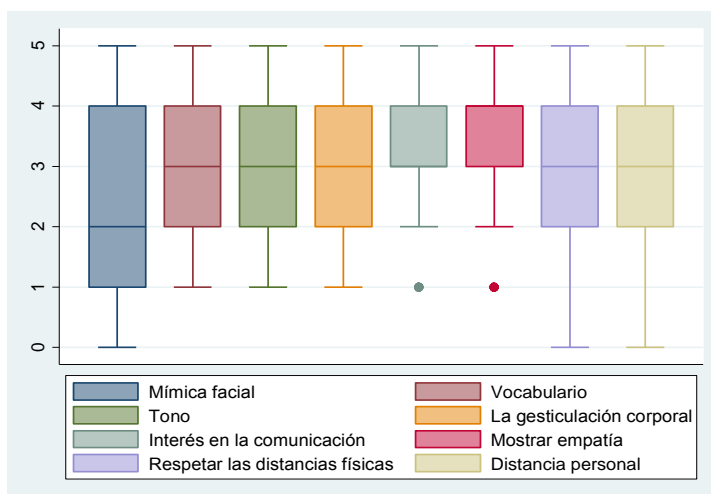 5
4
3
2
1
0
Mímica facial
Vocabulario
Tono
La gesticulación corporal
Interés en la comunicación
Mostrar empatía
Respetar las distancias físicas
Distancia personal